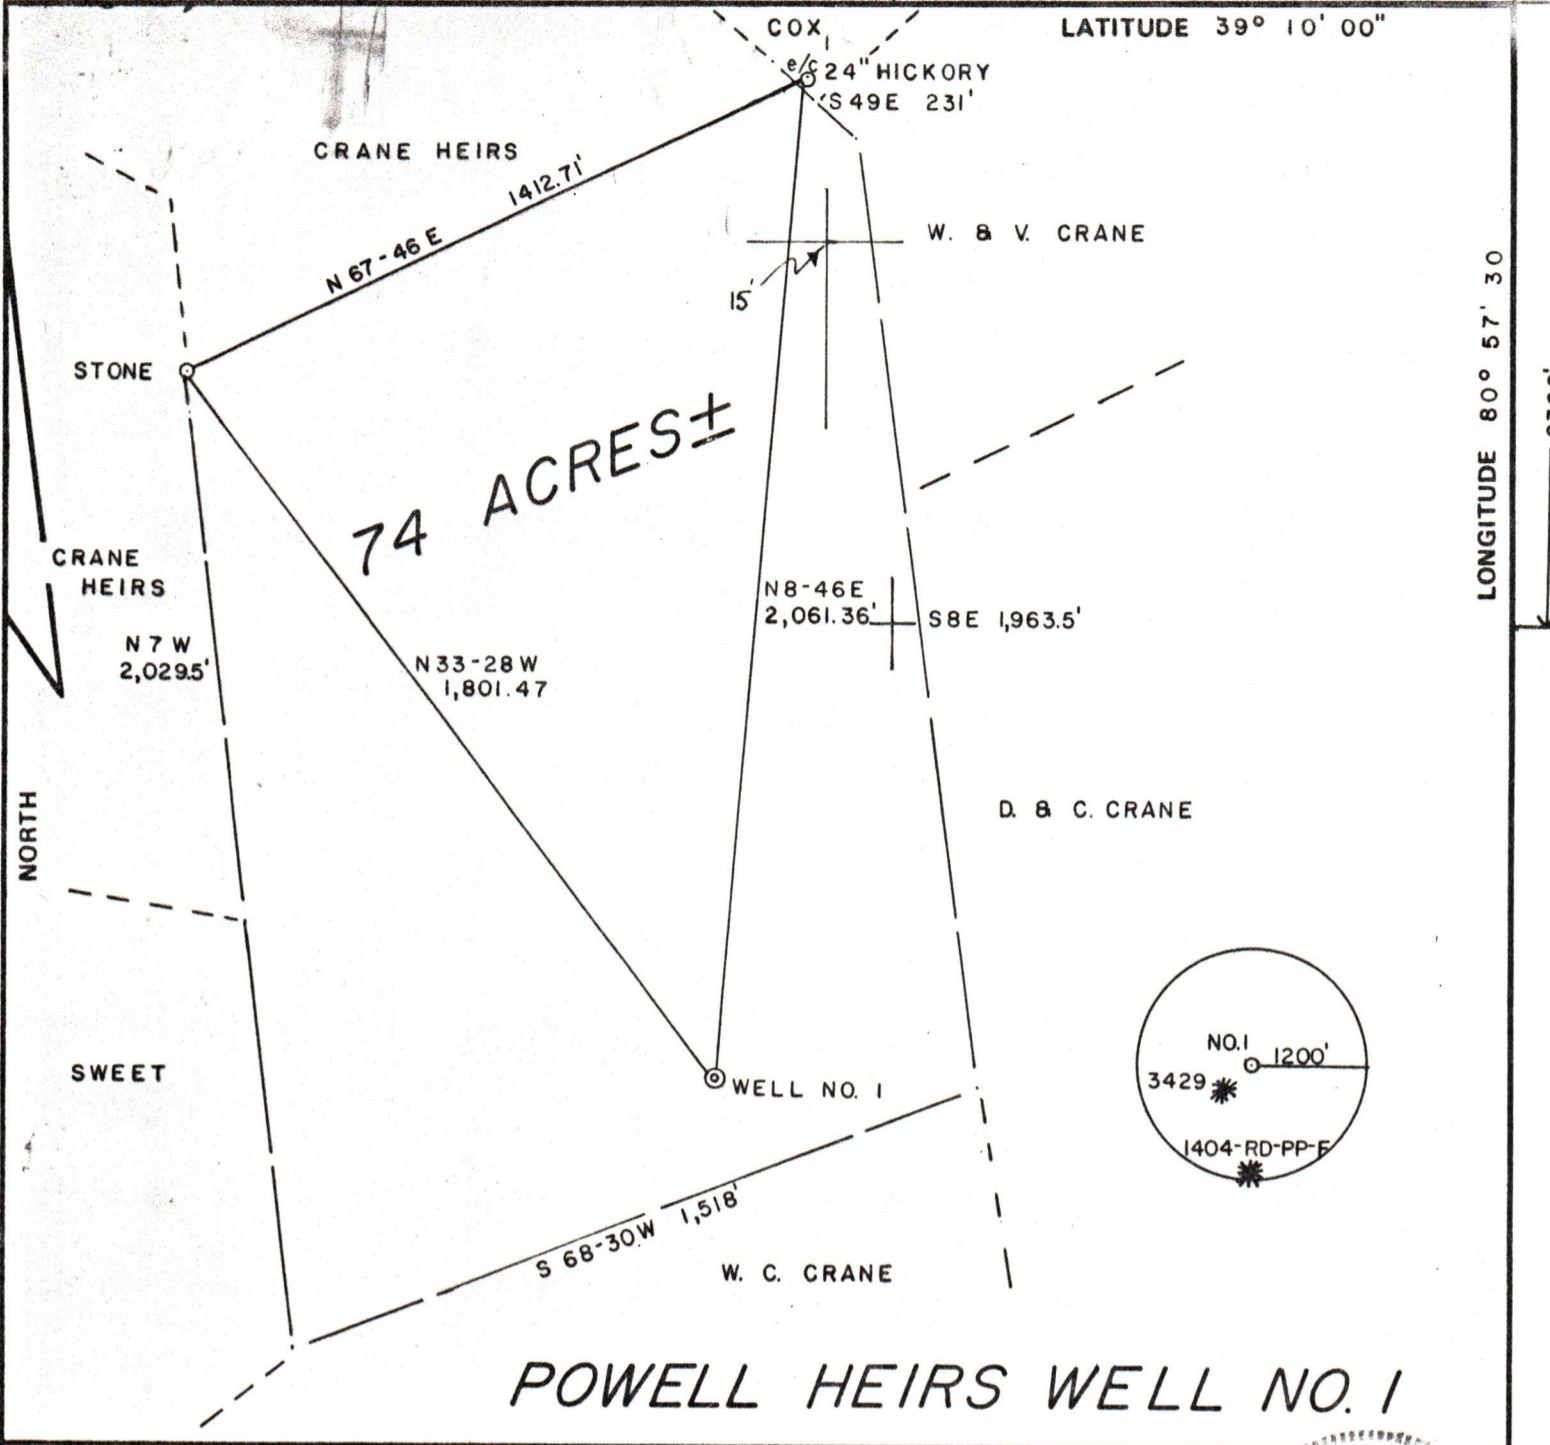 COX
LATITUDE 39° 10' 00"
e/c 24" HICKORY
S49E 231'
CRANE HEIRS
1412.71'
N 67-46 E
W. & V. CRANE
15'
LONGITUDE 80° 57' 30
STONE
74 ACRES±
CRANE
HEIRS
N8-46E
2,061.36'
S8E 1,963.5'
N 7 W
2,029.5'
N33-28W
1,801.47
NORTH
D. & C. CRANE
SWEET
NO.1 1200'
3429
WELL NO. 1
1404-RD-PP-F
S 68-30W 1,518'
W. C. CRANE
POWELL HEIRS WELL NO. 1